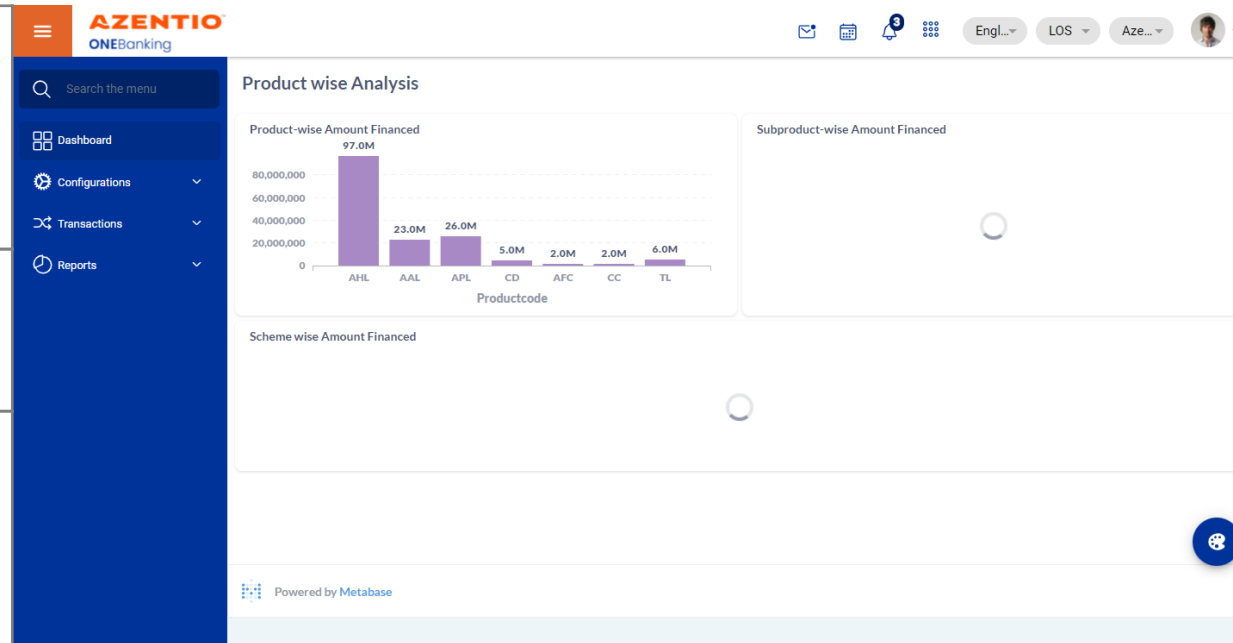 AZENTIO
ONEBanking
3
Engl...
LOS
Aze...
Search the menu
Dashboard
Configurations
Transactions
Reports
Product wise Analysis
Product-wise Amount Financed
97.0M
80,000,000
60,000,000
40,000,000
20,000,000
0
23.0M
26.0M
5.0M
2.0M
2.0M
6.0M
AHL AAL APL CD AFC CC TL
Productcode
Subproduct-wise Amount Financed
Scheme wise Amount Financed
Powered by Metabase